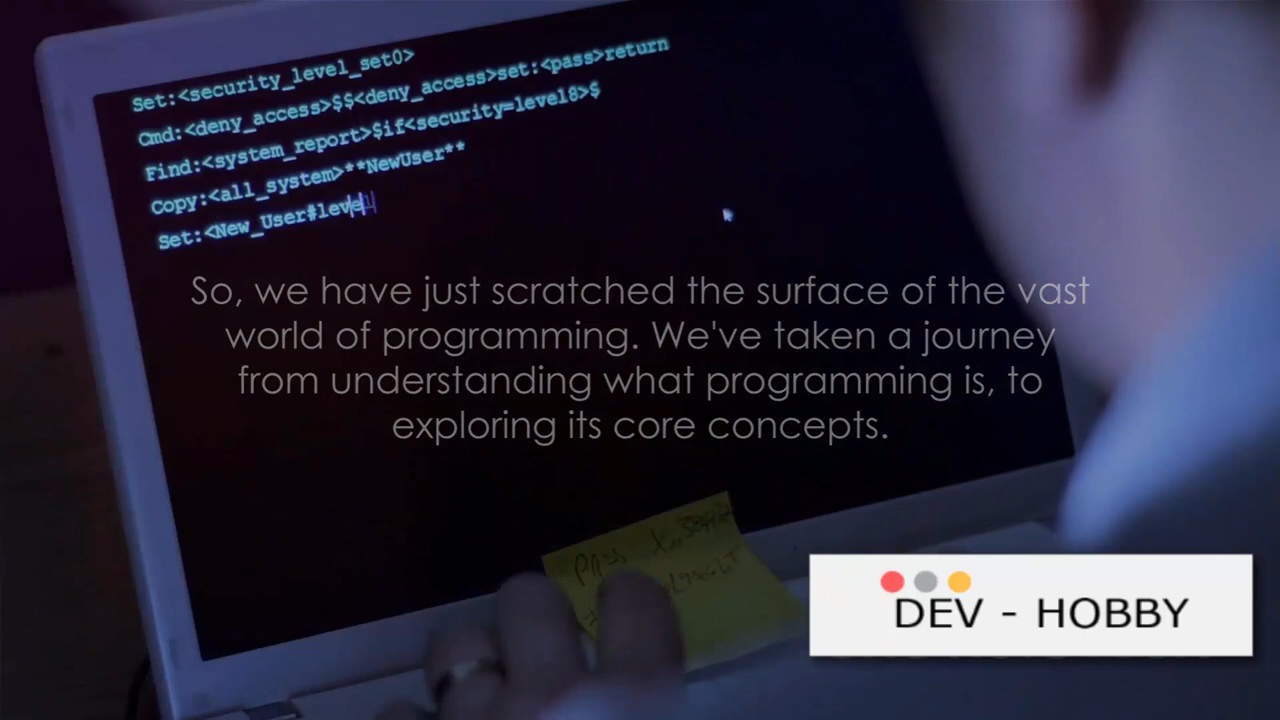 Set:<security_level_set0>
Cmd:<deny_access>$$<deny_access>set:<pass>return
Find:<system_report>$if<security=level8>$
Copy:<all_system>**NewUser**
Set:<New_User#level
So, we have just scratched the surface of the vast
world of programming. We've taken a journey
from understanding what programming is, to
exploring its core concepts.
pass
DEV - HOBBY